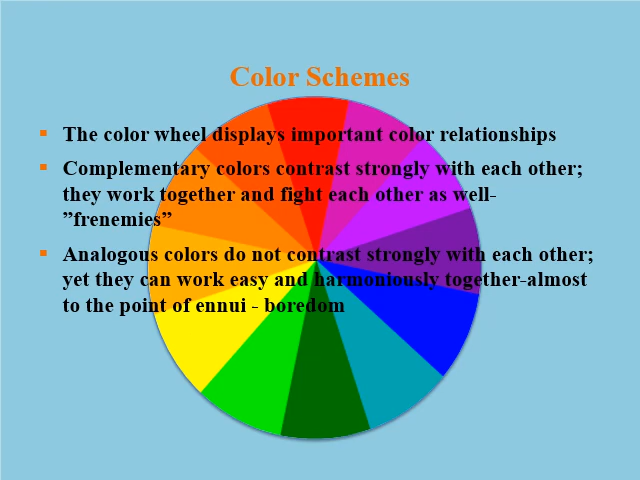 Color Schemes
▪ The color wheel displays important color relationships
▪ Complementary colors contrast strongly with each other;
they work together and fight each other as well-
”frenemies”
▪ Analogous colors do not contrast strongly with each other;
yet they can work easy and harmoniously together-almost
to the point of ennui - boredom